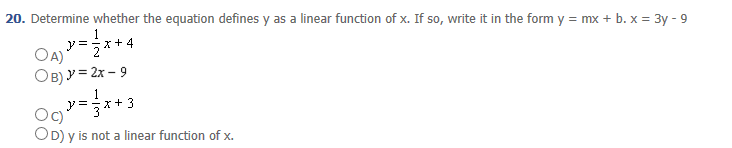 20. Determine whether the equation defines y as a linear function of x. If so, write it in the form y = mx + b. x = 3y - 9
A) y = 1/2 x + 4
B) y = 2x – 9
C) y = 1/3 x + 3
D) y is not a linear function of x.